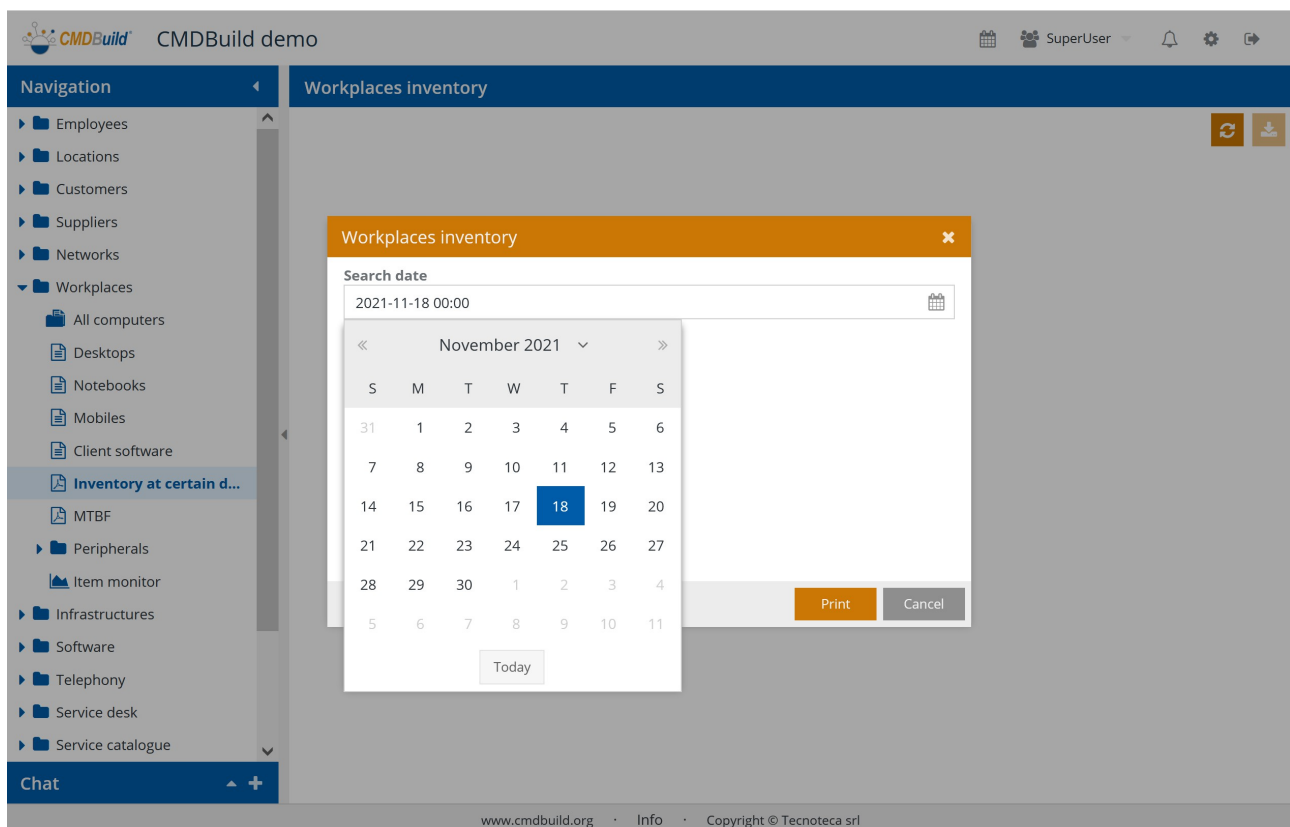 CMDBuild CMDBuild demo
SuperUser
Navigation
Workplaces inventory
Employees
Locations
Customers
Suppliers
Networks
Workplaces
All computers
Desktops
Notebooks
Mobiles
Client software
Inventory at certain d...
MTBF
Peripherals
Item monitor
Infrastructures
Software
Telephony
Service desk
Service catalogue
Chat
Workplaces inventory
Search date
2021-11-18 00:00
November 2021
S M T W T F S
31 1 2 3 4 5 6
7 8 9 10 11 12 13
14 15 16 17 18 19 20
21 22 23 24 25 26 27
28 29 30 1 2 3 4
5 6 7 8 9 10 11
Today
Print Cancel
www.cmdbuild.org · Info · Copyright © Tecnoteca srl